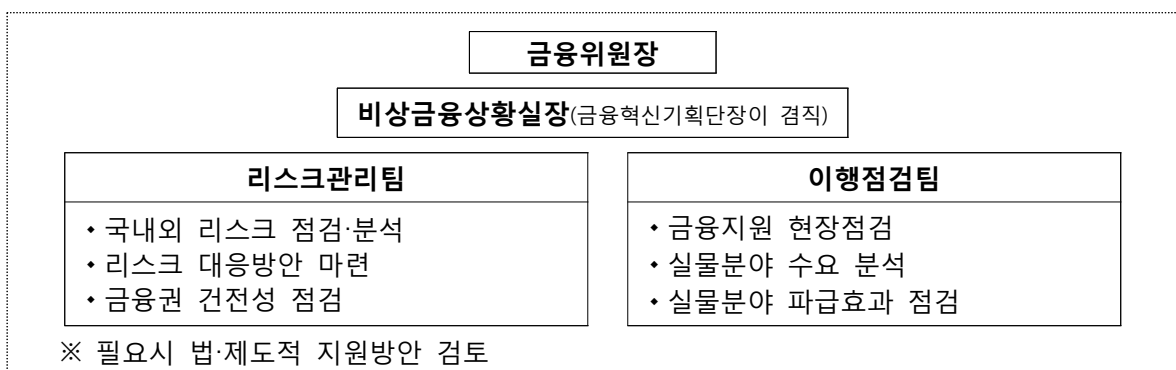 금융위원장
비상금융상황실장(금융혁신기획단장이 겸직)
리스크관리팀
◆국내외 리스크 점검·분석
◆리스크 대응방안 마련
◆금융권 건전성 점검
이행점검팀
◆금융지원 현장점검
◆실물분야 수요 분석
◆실물분야 파급효과 점검
※ 필요시 법·제도적 지원방안 검토